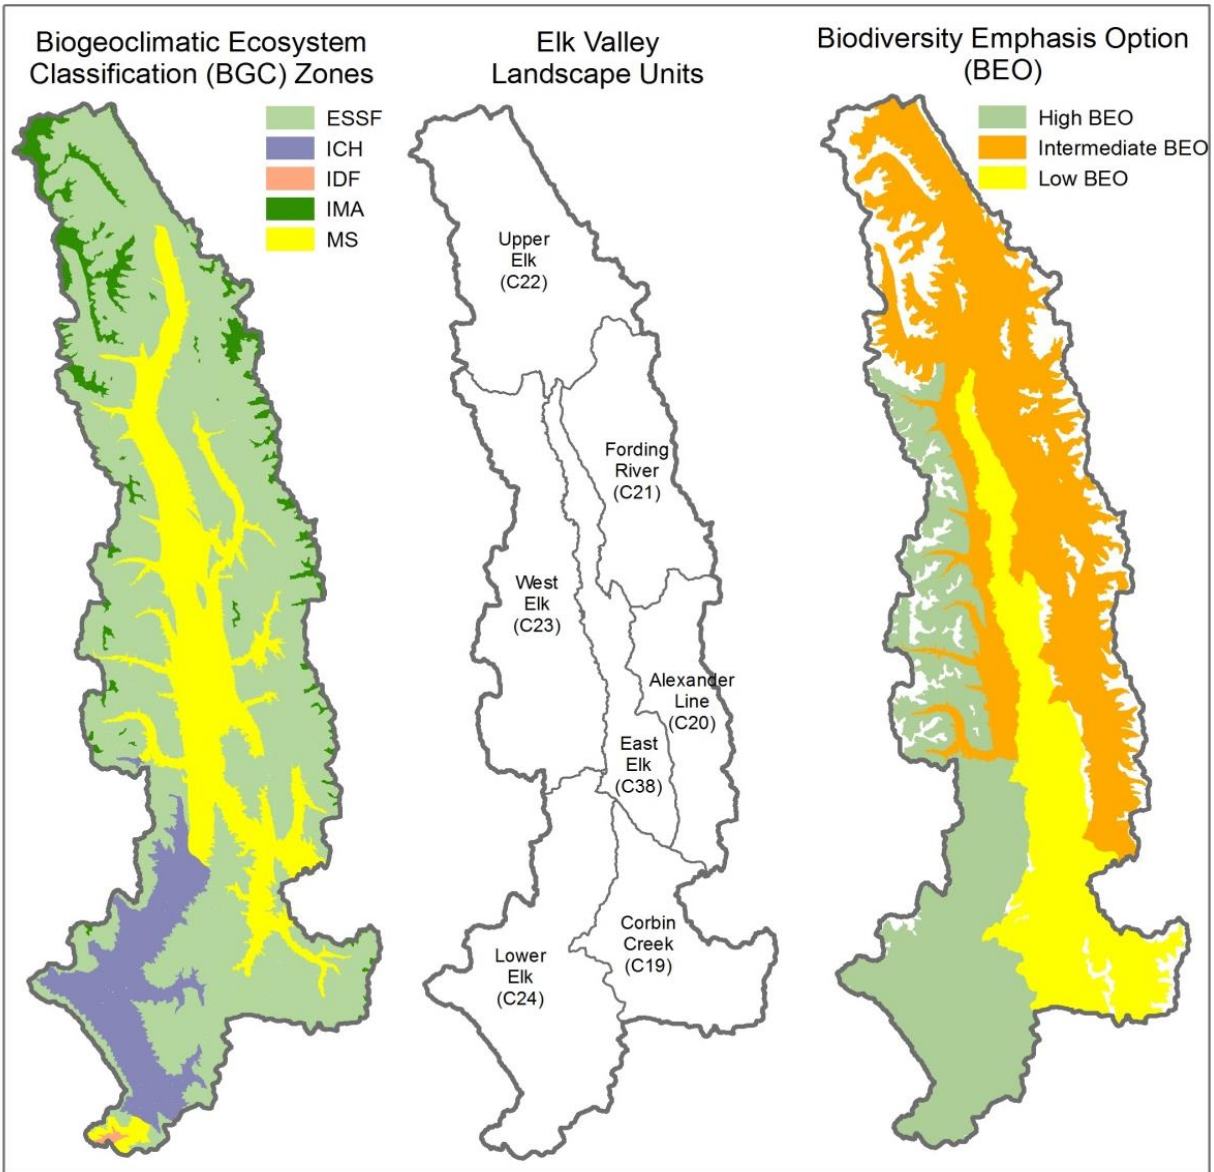 Biogeoclimatic Ecosystem
Classification (BGC) Zones
ESSF
ICH
IDF
IMA
MS
Elk Valley
Landscape Units
Upper
Elk
(C22)
Fording
River
(C21)
West
Elk
(C23)
Alexander
Line
(C20)
East
Elk
(C38)
Corbin
Creek
(C19)
Lower
Elk
(C24)
Biodiversity Emphasis Option
(BEO)
High BEO
Intermediate BEO
Low BEO